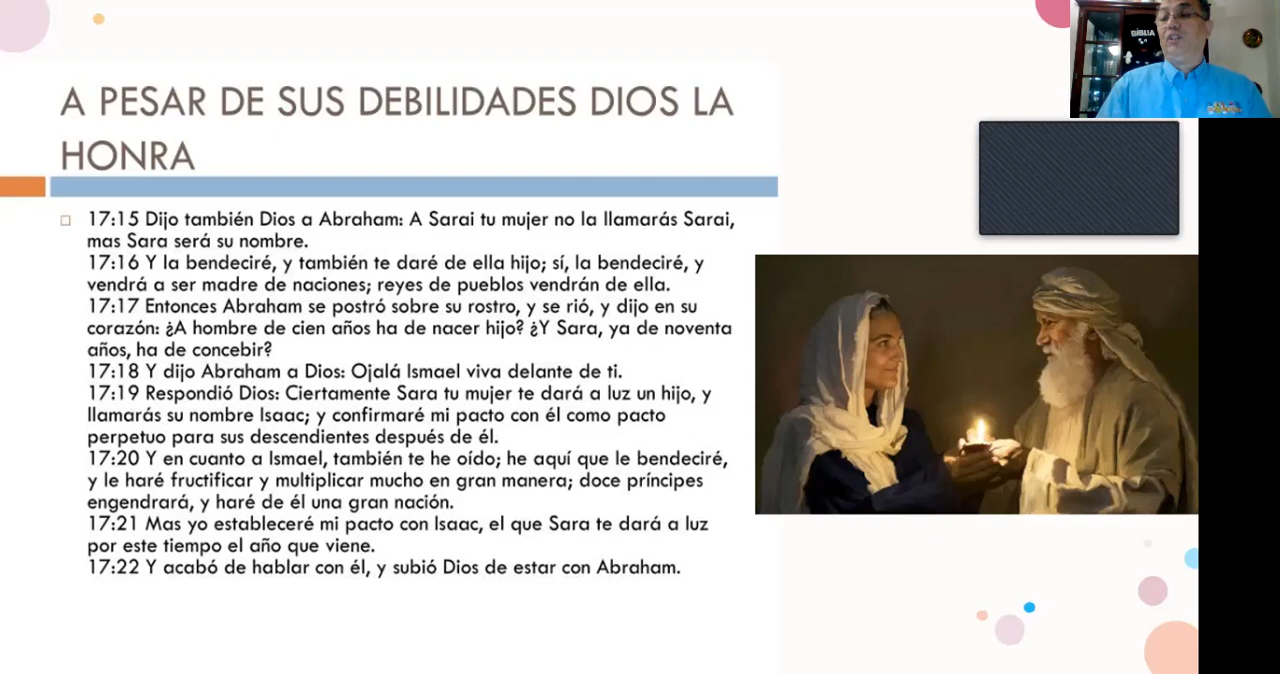 A PESAR DE SUS DEBILIDADES DIOS LA
HONRA
17:15 Dijo también Dios a Abraham: A Sarai tu mujer no la llamarás Sarai,
mas Sara será su nombre.
17:16 Y la bendeciré, y también te daré de ella hijo; sí, la bendeciré, y
vendrá a ser madre de naciones; reyes de pueblos vendrán de ella.
17:17 Entonces Abraham se postró sobre su rostro, y se rió, y dijo en su
corazón: ¿A hombre de cien años ha de nacer hijo? ¿Y Sara, ya de noventa
años, ha de concebir?
17:18 Y dijo Abraham a Dios: Ojalá Ismael viva delante de ti.
17:19 Respondió Dios: Ciertamente Sara tu mujer te dará a luz un hijo, y
llamarás su nombre Isaac; y confirmaré mi pacto con él como pacto
perpetuo para sus descendientes después de él.
17:20 Y en cuanto a Ismael, también te he oído; he aquí que le bendeciré,
y le haré fructificar y multiplicar mucho en gran manera; doce príncipes
engendrará, y haré de él una gran nación.
17:21 Mas yo estableceré mi pacto con Isaac, el que Sara te dará a luz
por este tiempo el año que viene.
17:22 Y acabó de hablar con él, y subió Dios de estar con Abraham.
BÍBLIA